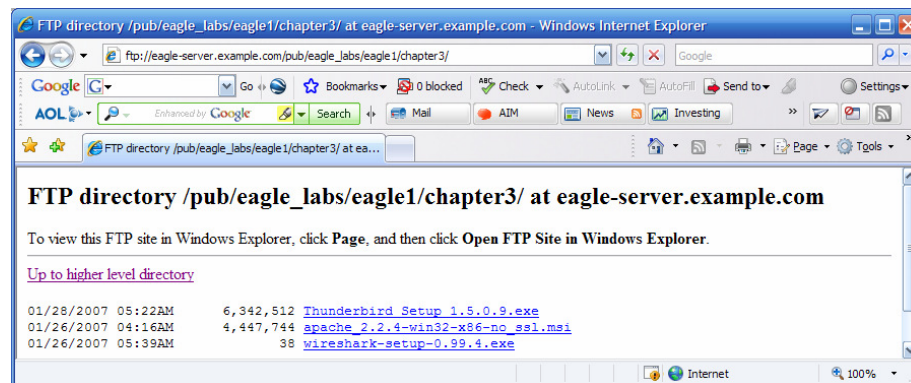 FTP directory /pub/eagle_labs/eagle1/chapter3/ at eagle-server.example.com - Windows Internet Explorer
ftp://eagle-server.example.com/pub/eagle_labs/eagle1/chapter3/
Google
Google G Go Bookmarks 0 blocked ABC Check AutoLink AutoFill Send to Settings
AOL Enhanced by Google Search Mail AIM News Investing »
FTP directory /pub/eagle_labs/eagle1/chapter3/ at ea... Page Tools »
FTP directory /pub/eagle_labs/eagle1/chapter3/ at eagle-server.example.com
To view this FTP site in Windows Explorer, click Page, and then click Open FTP Site in Windows Explorer.
Up to higher level directory
01/28/2007 05:22AM 6,342,512 Thunderbird Setup 1.5.0.9.exe
01/26/2007 04:16AM 4,447,744 apache_2.2.4-win32-x86-no_ssl.msi
01/26/2007 05:39AM 38 wireshark-setup-0.99.4.exe
Internet 100%